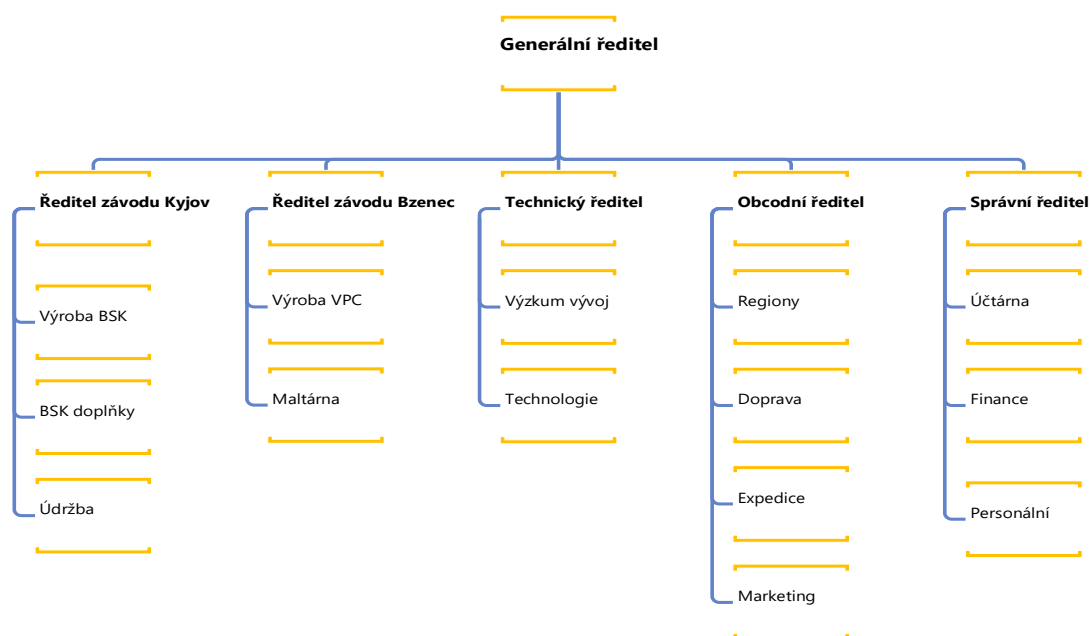 Generální ředitel
Ředitel závodu Kyjov
Výroba BSK
BSK doplňky
Údržba
Ředitel závodu Bzenec
Výroba VPC
Maltárna
Technický ředitel
Výzkum vývoj
Technologie
Obcodní ředitel
Regiony
Doprava
Expedice
Marketing
Správní ředitel
Účtárna
Finance
Personální